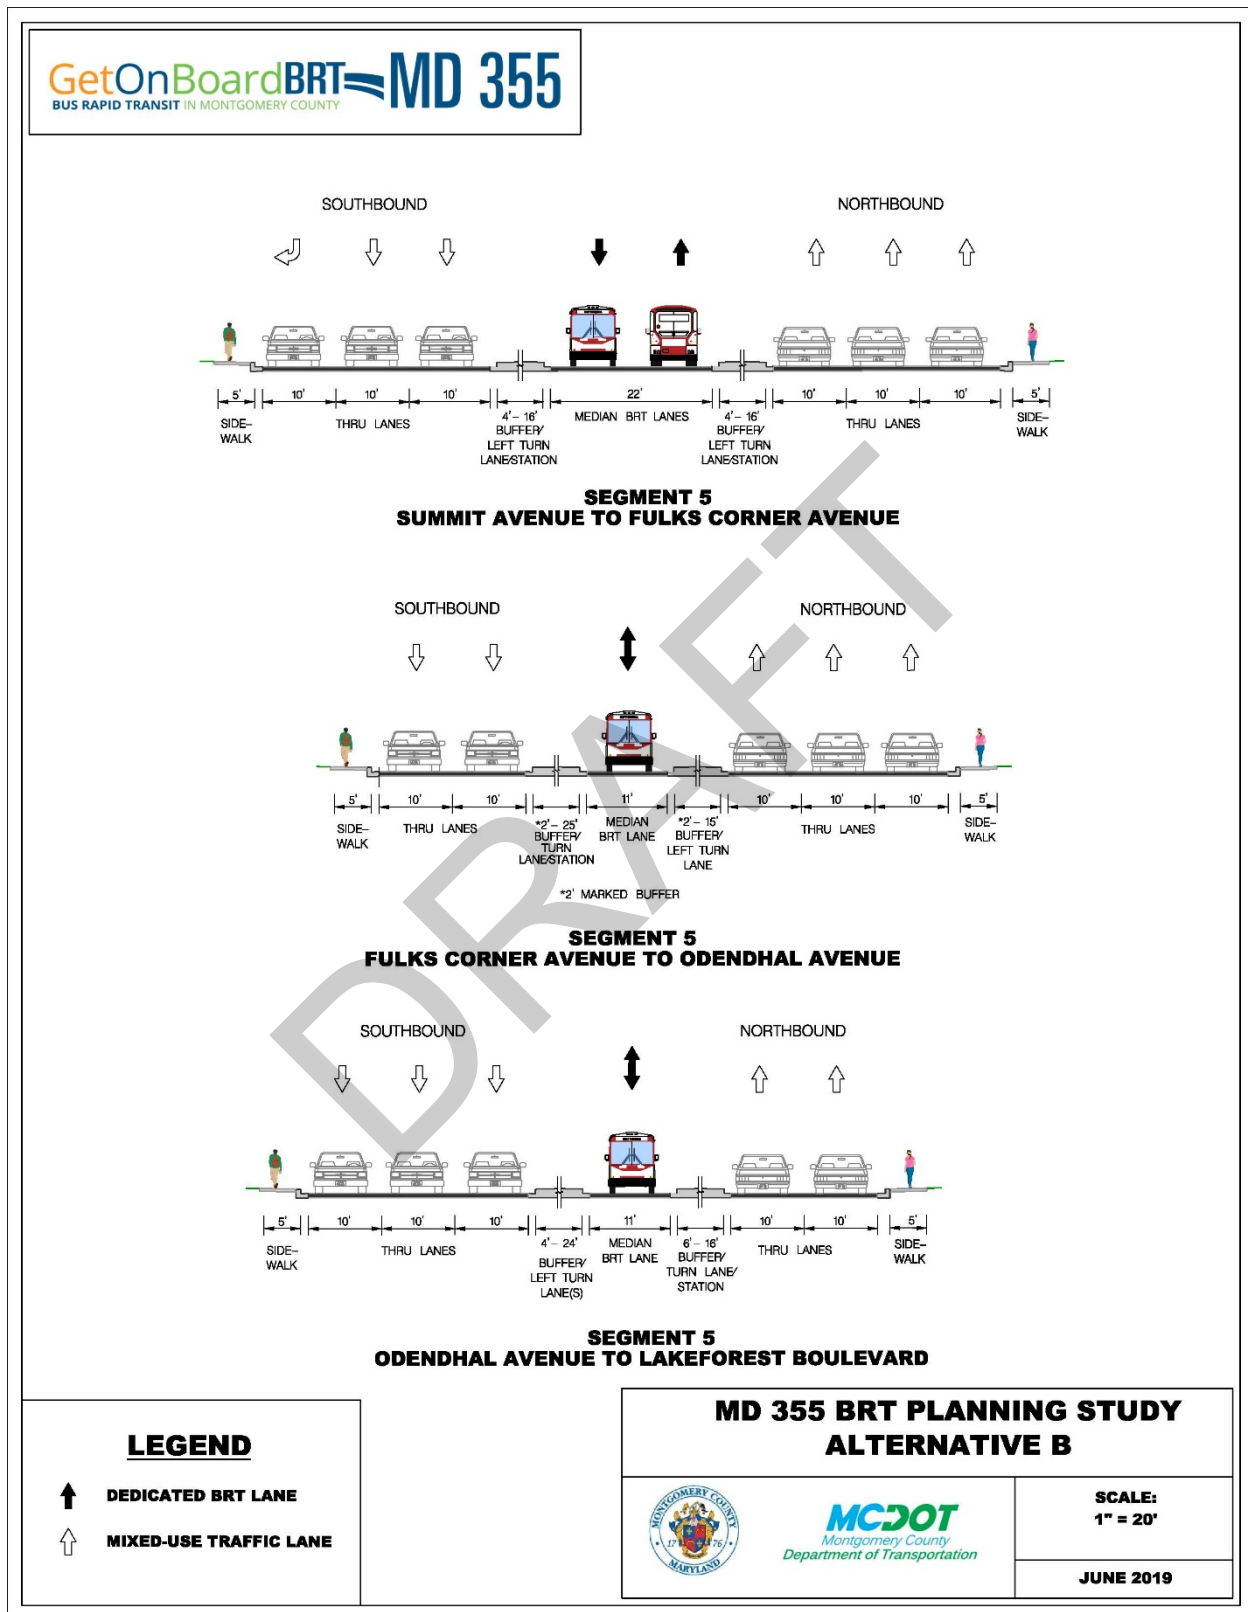 GetOnBoardBRT MD 355
BUS RAPID TRANSIT IN MONTGOMERY COUNTY
SOUTHBOUND NORTHBOUND
5' 10' 10' 10' 4'-16' 22' 4'-16' 10' 10' 10' 5'
SIDE-
WALK
THRU LANES
BUFFER/
LEFT TURN
LANE/STATION
MEDIAN BRT LANES
BUFFER/
LEFT TURN
LANE/STATION
THRU LANES
SIDE-
WALK
SEGMENT 5
SUMMIT AVENUE TO FULKS CORNER AVENUE
SOUTHBOUND NORTHBOUND
5' 10' 10' *2'-25' 11' *2'-15' 10' 10' 10' 5'
SIDE-
WALK
THRU LANES
BUFFER/
TURN
LANE/STATION
MEDIAN
BRT LANE
BUFFER/
LEFT TURN
LANE
THRU LANES
SIDE-
WALK
*2' MARKED BUFFER
SEGMENT 5
FULKS CORNER AVENUE TO ODENDHAL AVENUE
SOUTHBOUND NORTHBOUND
5' 10' 10' 10' 4'-24' 11' 6'-16' 10' 10' 5'
SIDE-
WALK
THRU LANES
BUFFER/
LEFT TURN
LANE(S)
MEDIAN
BRT LANE
BUFFER/
TURN LANE/
STATION
THRU LANES
SIDE-
WALK
SEGMENT 5
ODENDHAL AVENUE TO LAKEFOREST BOULEVARD
DRAFT
LEGEND
DEDICATED BRT LANE
MIXED-USE TRAFFIC LANE
MD 355 BRT PLANNING STUDY
ALTERNATIVE B
MONTGOMERY COUNTY
17 76
MARYLAND
MCDOT
Montgomery County
Department of Transportation
SCALE:
1" = 20'
JUNE 2019